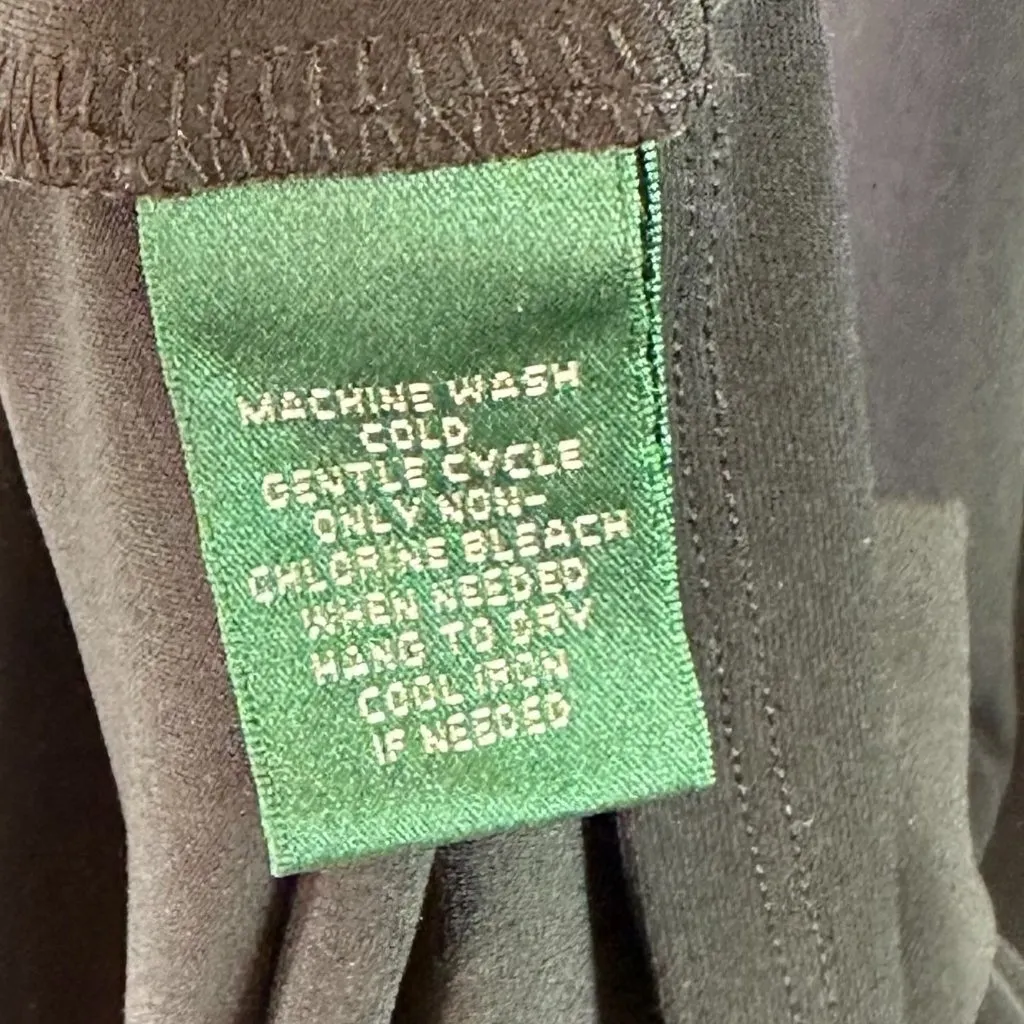 MACHINE WASH
COLD
GENTLE CYCLE
ONLY NON-
CHLORINE BLEACH
WHEN NEEDED
HANG TO DRY
COOL IRON
IF NEEDED